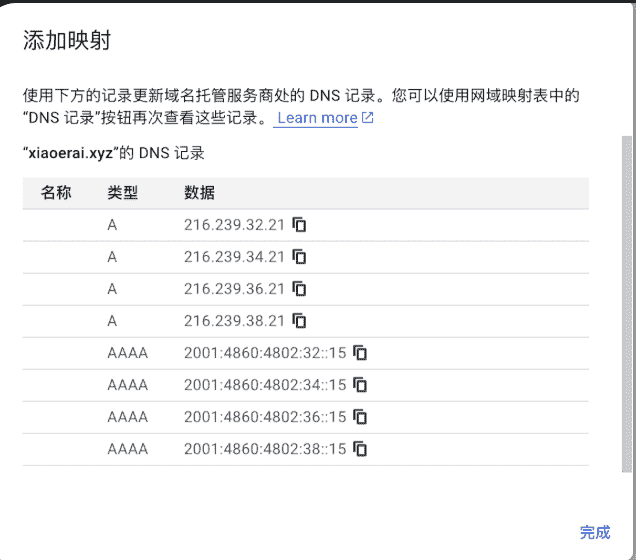 添加映射
使用下方的记录更新域名托管服务商处的 DNS 记录。您可以使用网域映射表中的
“DNS 记录”按钮再次查看这些记录。 Learn more
“xiaoerai.xyz”的 DNS 记录
名称 类型 数据
A 216.239.32.21
A 216.239.34.21
A 216.239.36.21
A 216.239.38.21
AAAA 2001:4860:4802:32::15
AAAA 2001:4860:4802:34::15
AAAA 2001:4860:4802:36::15
AAAA 2001:4860:4802:38::15
完成